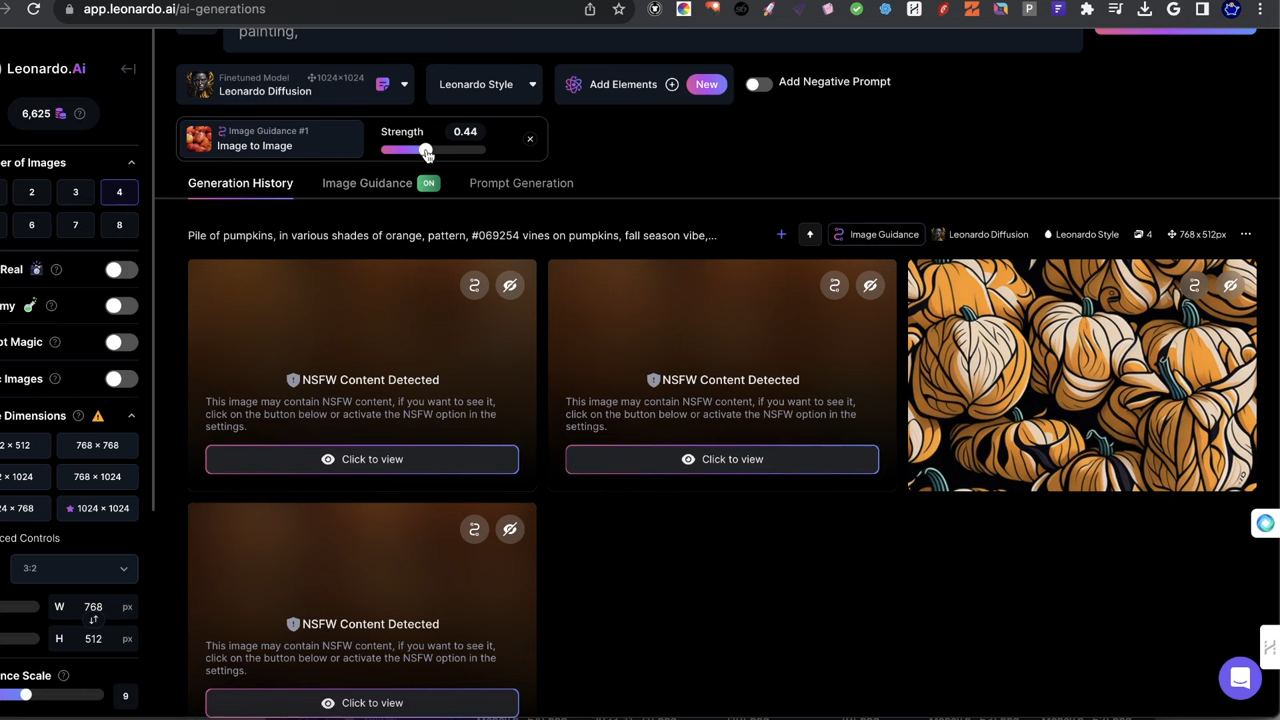 app.leonardo.ai/ai-generations
painting,
Leonardo.Ai
Finetuned Model 1024×1024
Leonardo Diffusion
Leonardo Style
Add Elements
New
Add Negative Prompt
6,625
Image Guidance #1
Image to Image
Strength 0.44
er of Images
2 3 4
6 7 8
Generation History
Image Guidance ON
Prompt Generation
Pile of pumpkins, in various shades of orange, pattern, #069254 vines on pumpkins, fall season vibe,...
Image Guidance
Leonardo Diffusion
Leonardo Style
4
768 x 512px
Real
my
pt Magic
c Images
e Dimensions
2 × 512
768 × 768
2 × 1024
768 × 1024
24 × 768
1024 × 1024
ced Controls
3:2
W 768 px
H 512 px
nce Scale
9
NSFW Content Detected
This image may contain NSFW content, if you want to see it,
click on the button below or activate the NSFW option in the
settings.
Click to view
NSFW Content Detected
This image may contain NSFW content, if you want to see it,
click on the button below or activate the NSFW option in the
settings.
Click to view
NSFW Content Detected
This image may contain NSFW content, if you want to see it,
click on the button below or activate the NSFW option in the
settings.
Click to view